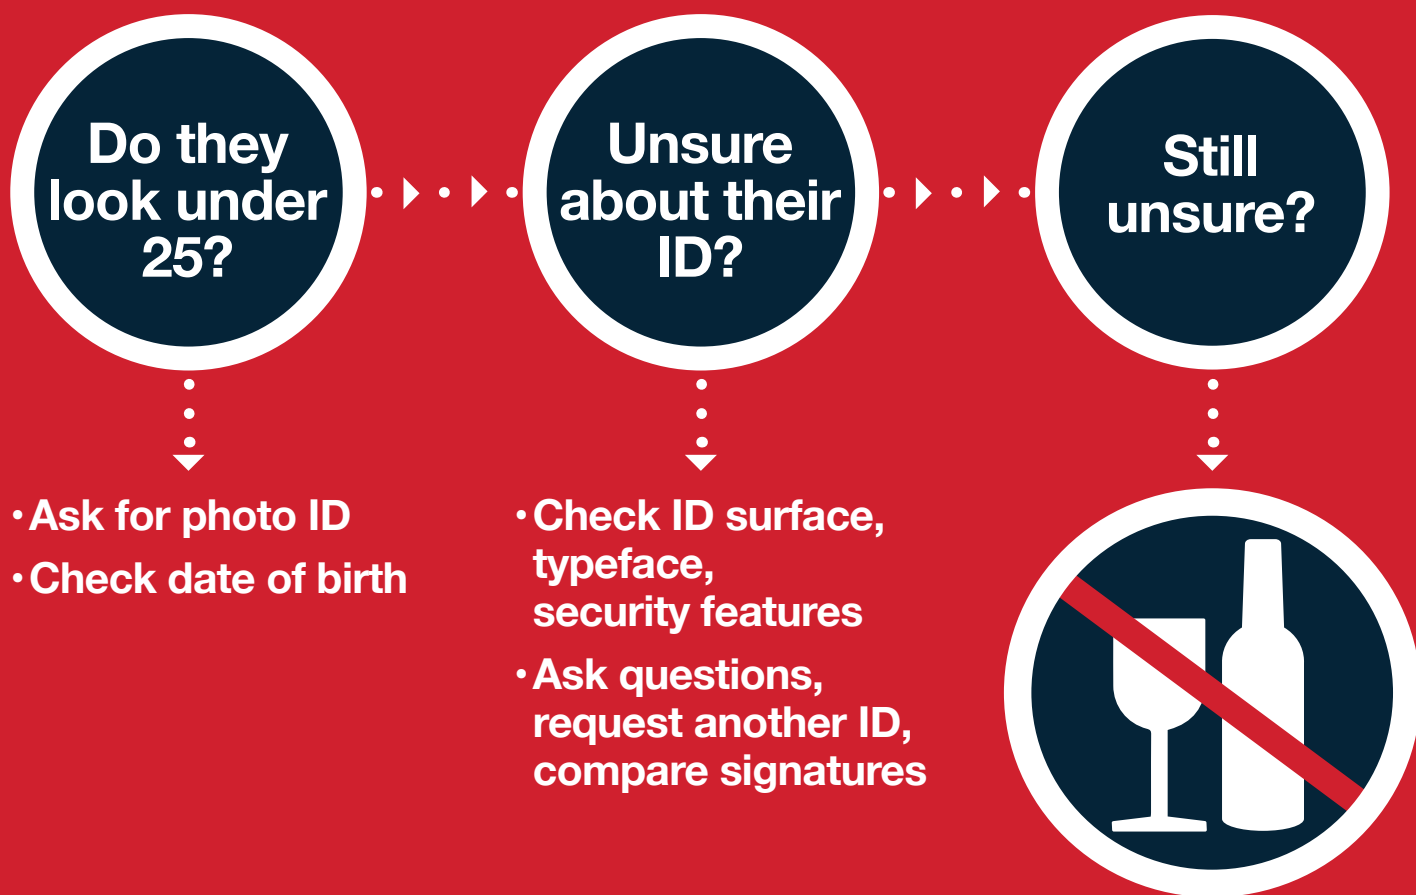 Do they
look under
25?
Unsure
about their
ID?
Still
unsure?
· Ask for photo ID
· Check date of birth
· Check ID surface,
typeface,
security features
· Ask questions,
request another ID,
compare signatures